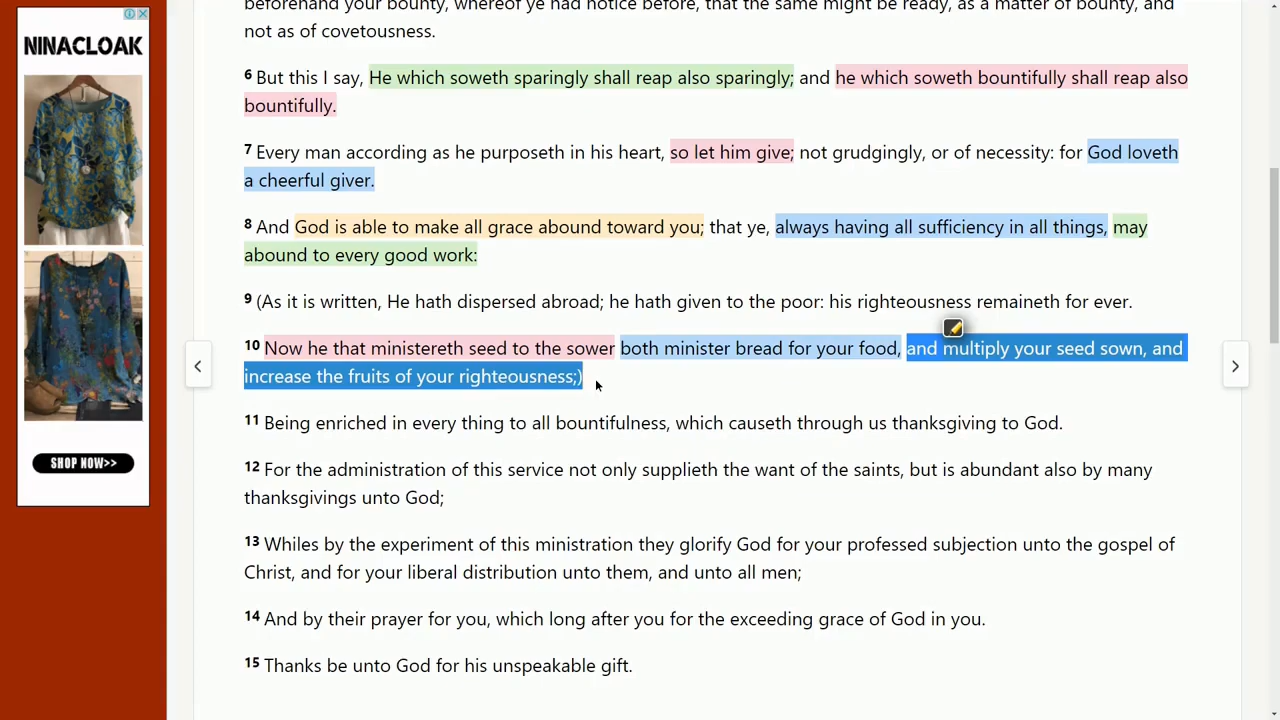 beforehand your bounty, whereof ye had notice before, that the same might be ready, as a matter of bounty, and
not as of covetousness.
6 But this I say, He which soweth sparingly shall reap also sparingly; and he which soweth bountifully shall reap also
bountifully.
7 Every man according as he purposeth in his heart, so let him give; not grudgingly, or of necessity: for God loveth
a cheerful giver.
8 And God is able to make all grace abound toward you; that ye, always having all sufficiency in all things, may
abound to every good work:
9 (As it is written, He hath dispersed abroad; he hath given to the poor: his righteousness remaineth for ever.
10 Now he that ministereth seed to the sower both minister bread for your food, and multiply your seed sown, and
increase the fruits of your righteousness;)
11 Being enriched in every thing to all bountifulness, which causeth through us thanksgiving to God.
12 For the administration of this service not only supplieth the want of the saints, but is abundant also by many
thanksgivings unto God;
13 Whiles by the experiment of this ministration they glorify God for your professed subjection unto the gospel of
Christ, and for your liberal distribution unto them, and unto all men;
14 And by their prayer for you, which long after you for the exceeding grace of God in you.
15 Thanks be unto God for his unspeakable gift.
NINACLOAK
SHOP NOW>>